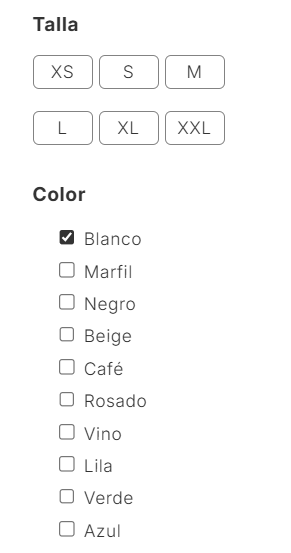 Talla
XS S M
L XL XXL
Color
Blanco
Marfil
Negro
Beige
Café
Rosado
Vino
Lila
Verde
Azul